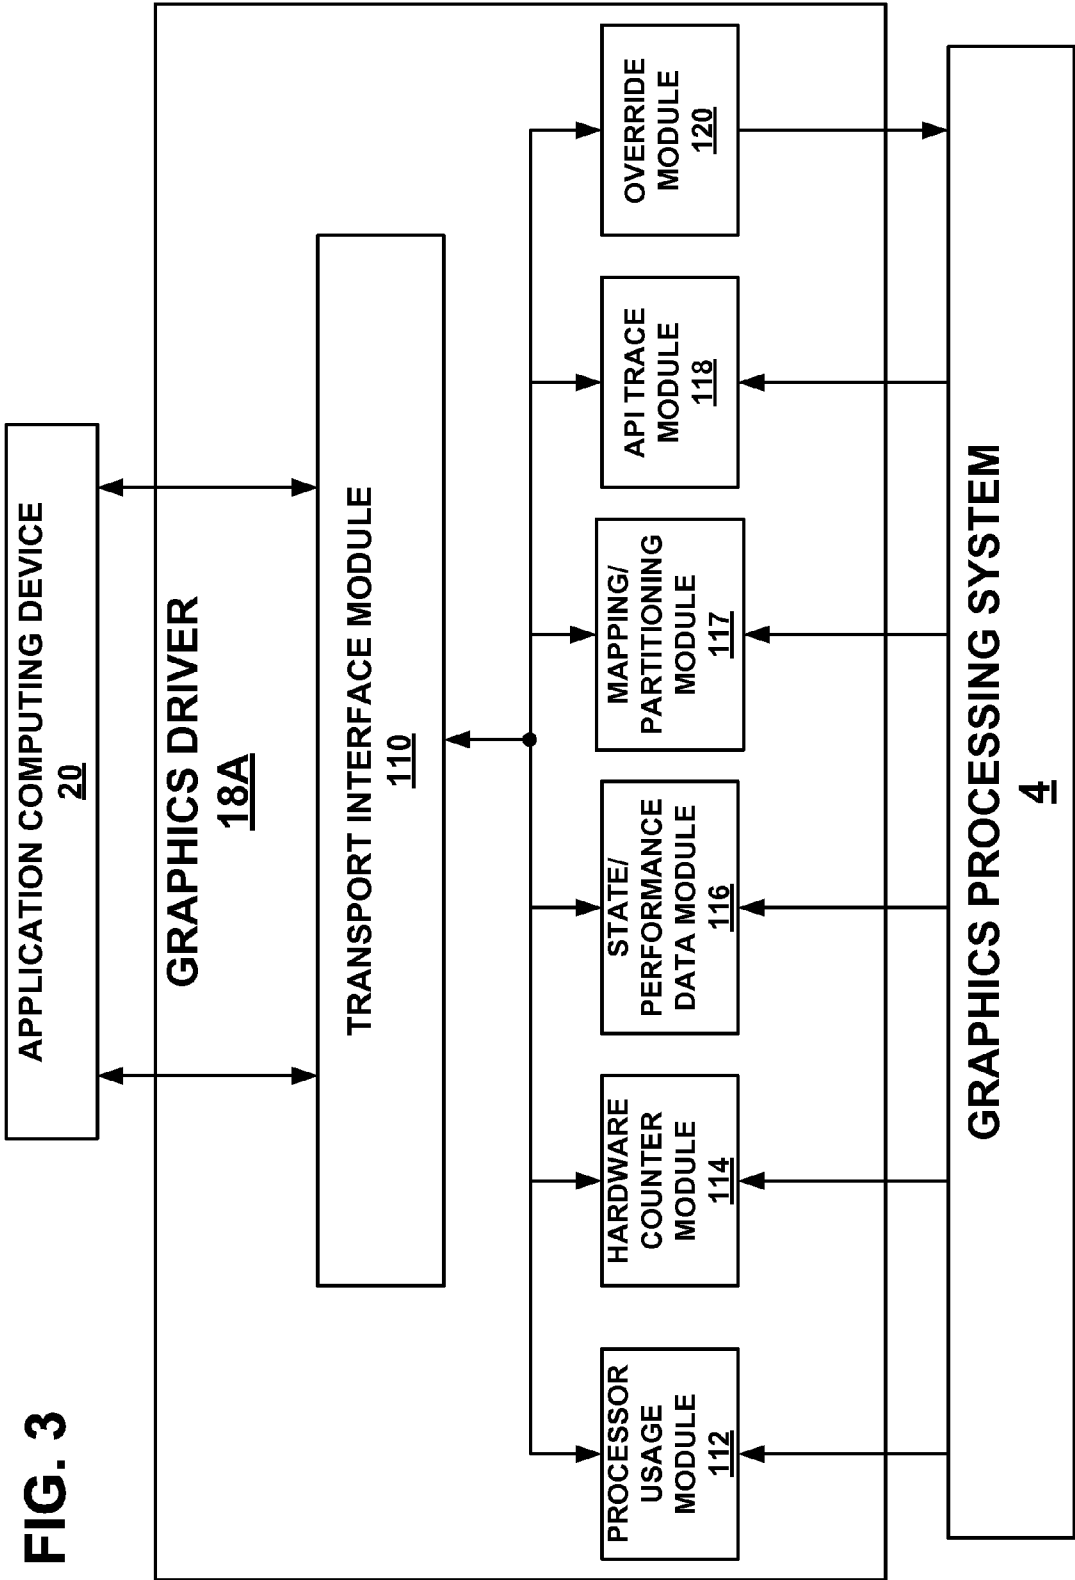 FIG. 3
APPLICATION COMPUTING DEVICE
20
GRAPHICS DRIVER
18A
TRANSPORT INTERFACE MODULE
110
PROCESSOR
USAGE
MODULE
112
HARDWARE
COUNTER
MODULE
114
STATE/
PERFORMANCE
DATA MODULE
116
MAPPING/
PARTITIONING
MODULE
117
API TRACE
MODULE
118
OVERRIDE
MODULE
120
GRAPHICS PROCESSING SYSTEM
4